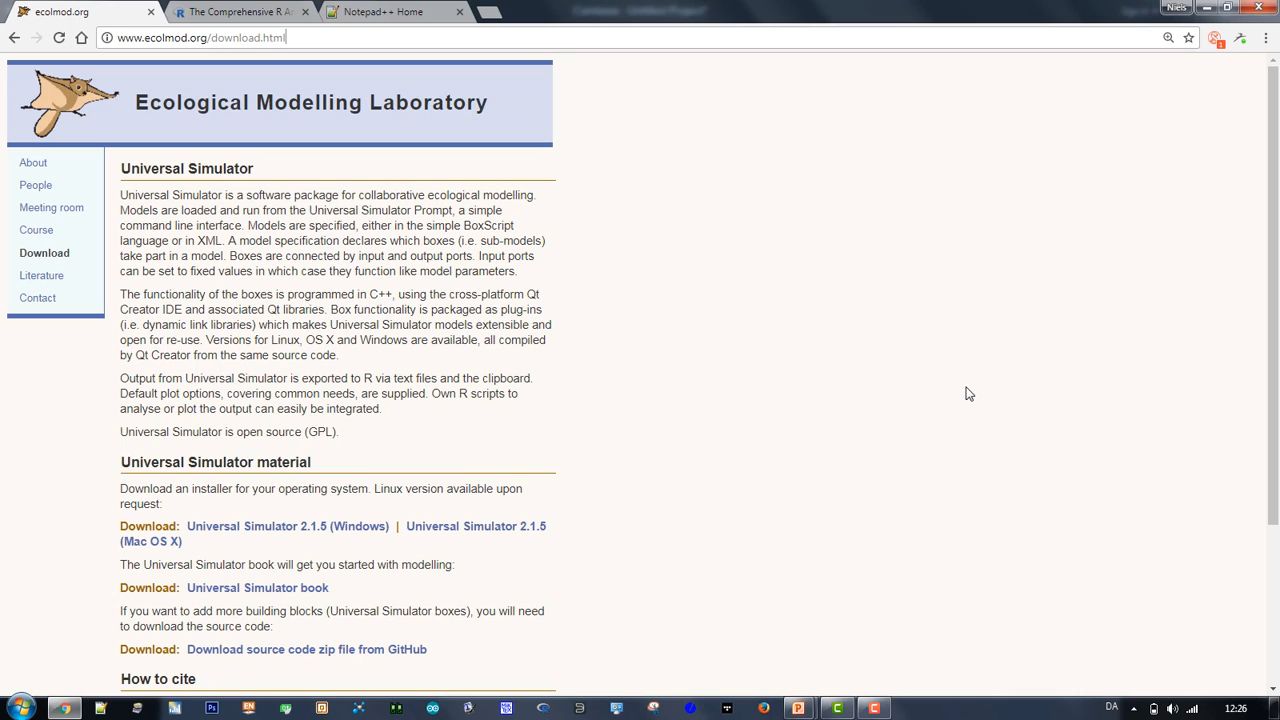 Niels
ecolmod.org
The Comprehensive R Ar
Notepad++ Home
www.ecolmod.org/download.html
Ecological Modelling Laboratory
About
People
Meeting room
Course
Download
Literature
Contact
Universal Simulator
Universal Simulator is a software package for collaborative ecological modelling.
Models are loaded and run from the Universal Simulator Prompt, a simple
command line interface. Models are specified, either in the simple BoxScript
language or in XML. A model specification declares which boxes (i.e. sub-models)
take part in a model. Boxes are connected by input and output ports. Input ports
can be set to fixed values in which case they function like model parameters.
The functionality of the boxes is programmed in C++, using the cross-platform Qt
Creator IDE and associated Qt libraries. Box functionality is packaged as plug-ins
(i.e. dynamic link libraries) which makes Universal Simulator models extensible and
open for re-use. Versions for Linux, OS X and Windows are available, all compiled
by Qt Creator from the same source code.
Output from Universal Simulator is exported to R via text files and the clipboard.
Default plot options, covering common needs, are supplied. Own R scripts to
analyse or plot the output can easily be integrated.
Universal Simulator is open source (GPL).
Universal Simulator material
Download an installer for your operating system. Linux version available upon
request:
Download: Universal Simulator 2.1.5 (Windows) | Universal Simulator 2.1.5
(Mac OS X)
The Universal Simulator book will get you started with modelling:
Download: Universal Simulator book
If you want to add more building blocks (Universal Simulator boxes), you will need
to download the source code:
Download: Download source code zip file from GitHub
How to cite
DA
12:26